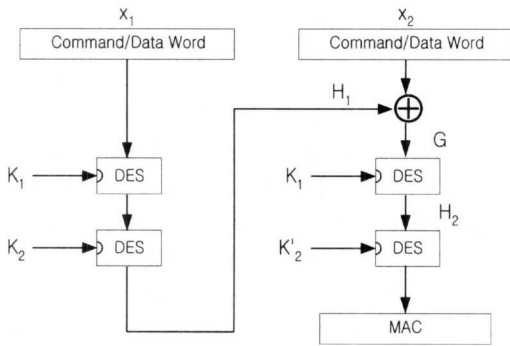 x1
x2
Command/Data Word
Command/Data Word
H1
G
K1
DES
K1
DES
H2
K2
DES
K'2
DES
MAC